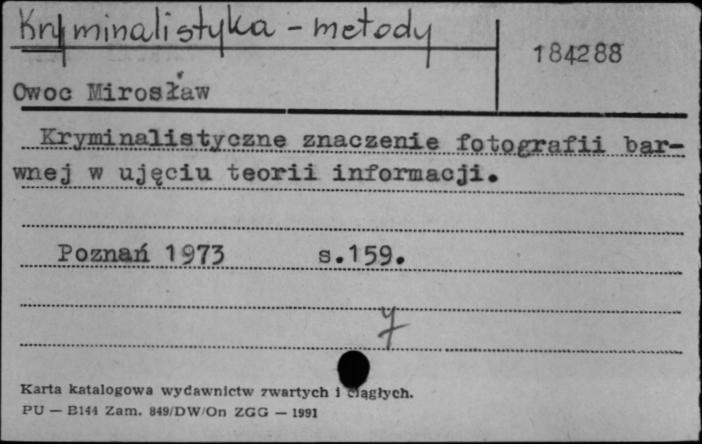 Kryminalistyka - metody
184288
Owoc Mirosław
Kryminalistyczne znaczenie fotografii bar-
wnej w ujęciu teorii informacji.
Poznań 1973 s.159.
Karta katalogowa wydawnictw zwartych i ciągłych.
PU — B144 Zam. 849/DW/On ZGG — 1991